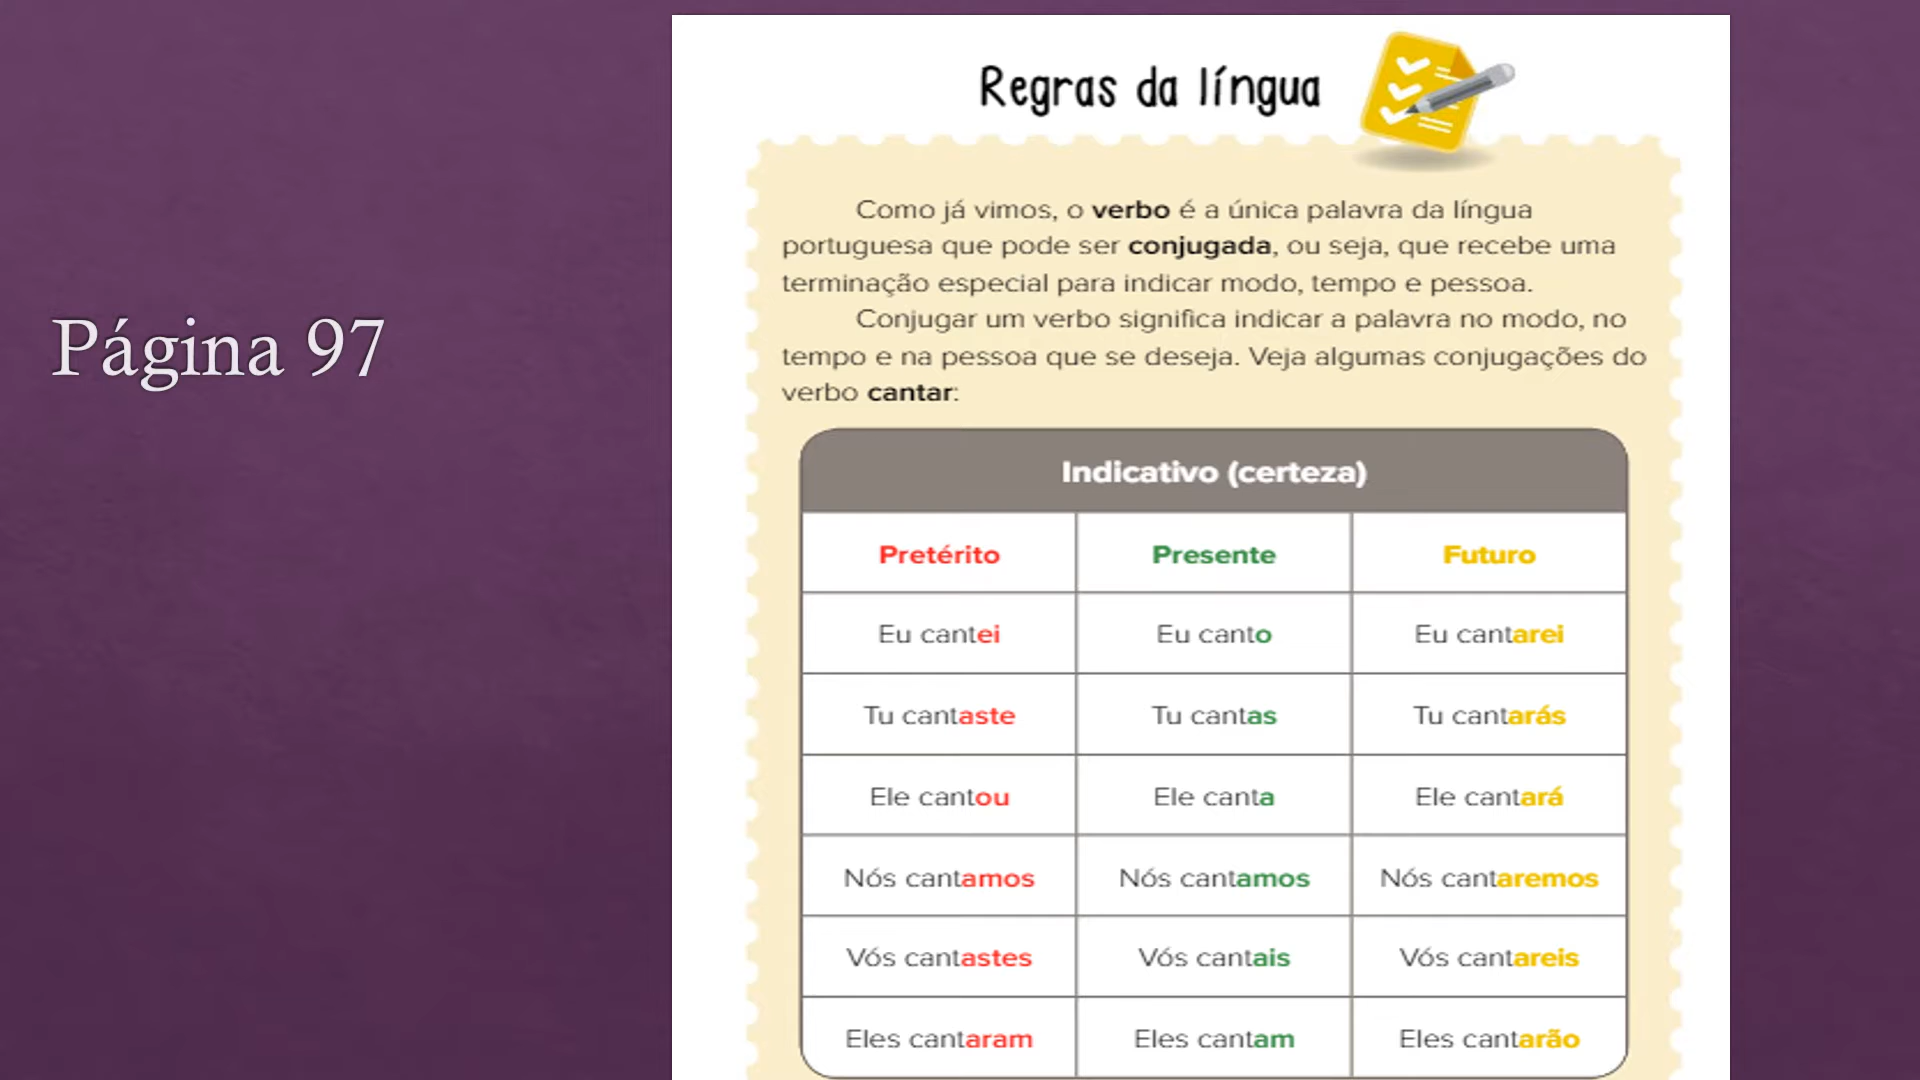 Página 97
Regras da língua
Como já vimos, o verbo é a única palavra da língua
portuguesa que pode ser conjugada, ou seja, que recebe uma
terminação especial para indicar modo, tempo e pessoa.
Conjugar um verbo significa indicar a palavra no modo, no
tempo e na pessoa que se deseja. Veja algumas conjugações do
verbo cantar:
Indicativo (certeza)
Pretérito Presente Futuro
Eu cantei Eu canto Eu cantarei
Tu cantaste Tu cantas Tu cantarás
Ele cantou Ele canta Ele cantará
Nós cantamos Nós cantamos Nós cantaremos
Vós cantastes Vós cantais Vós cantareis
Eles cantaram Eles cantam Eles cantarão